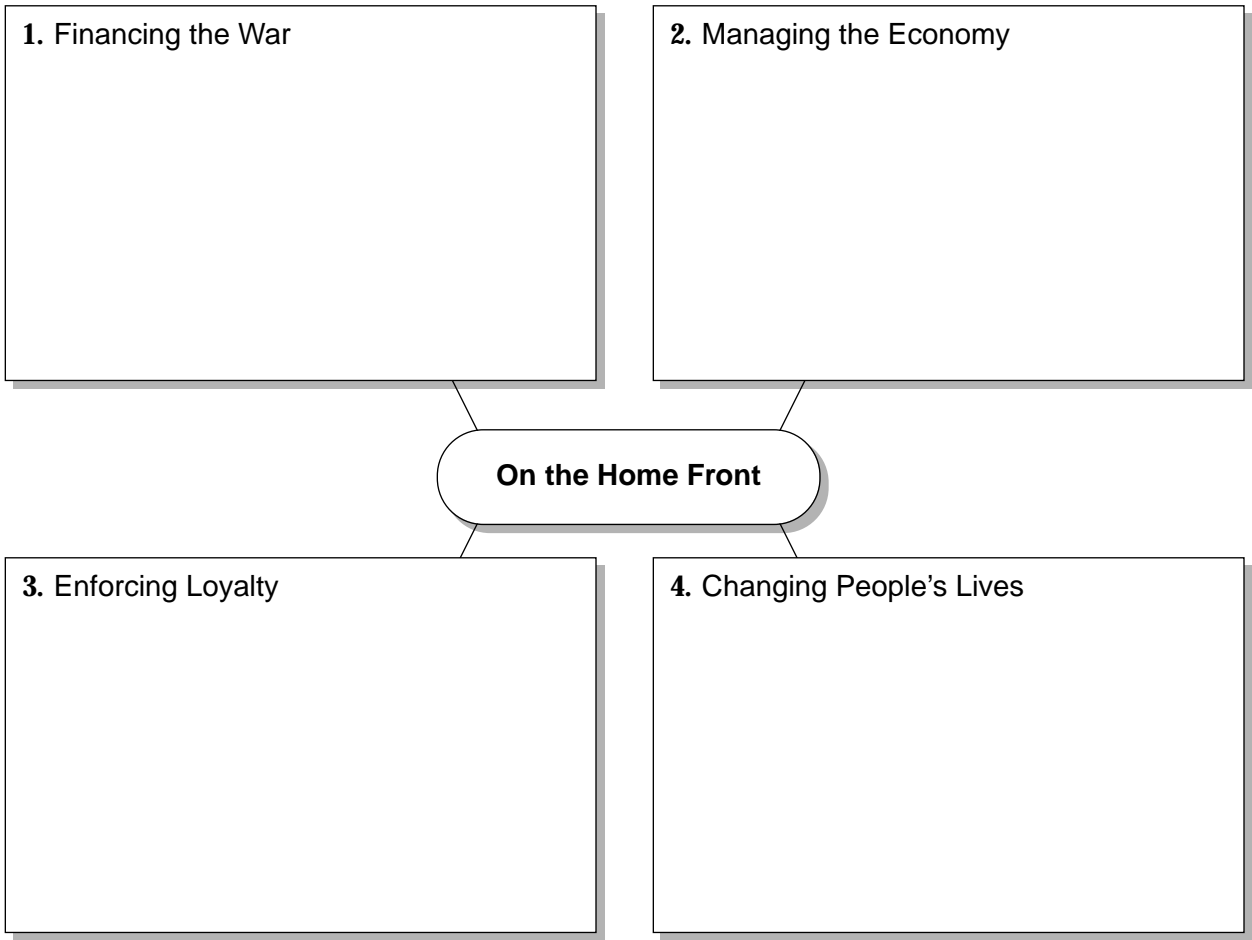 1. Financing the War
2. Managing the Economy
On the Home Front
3. Enforcing Loyalty
4. Changing People's Lives